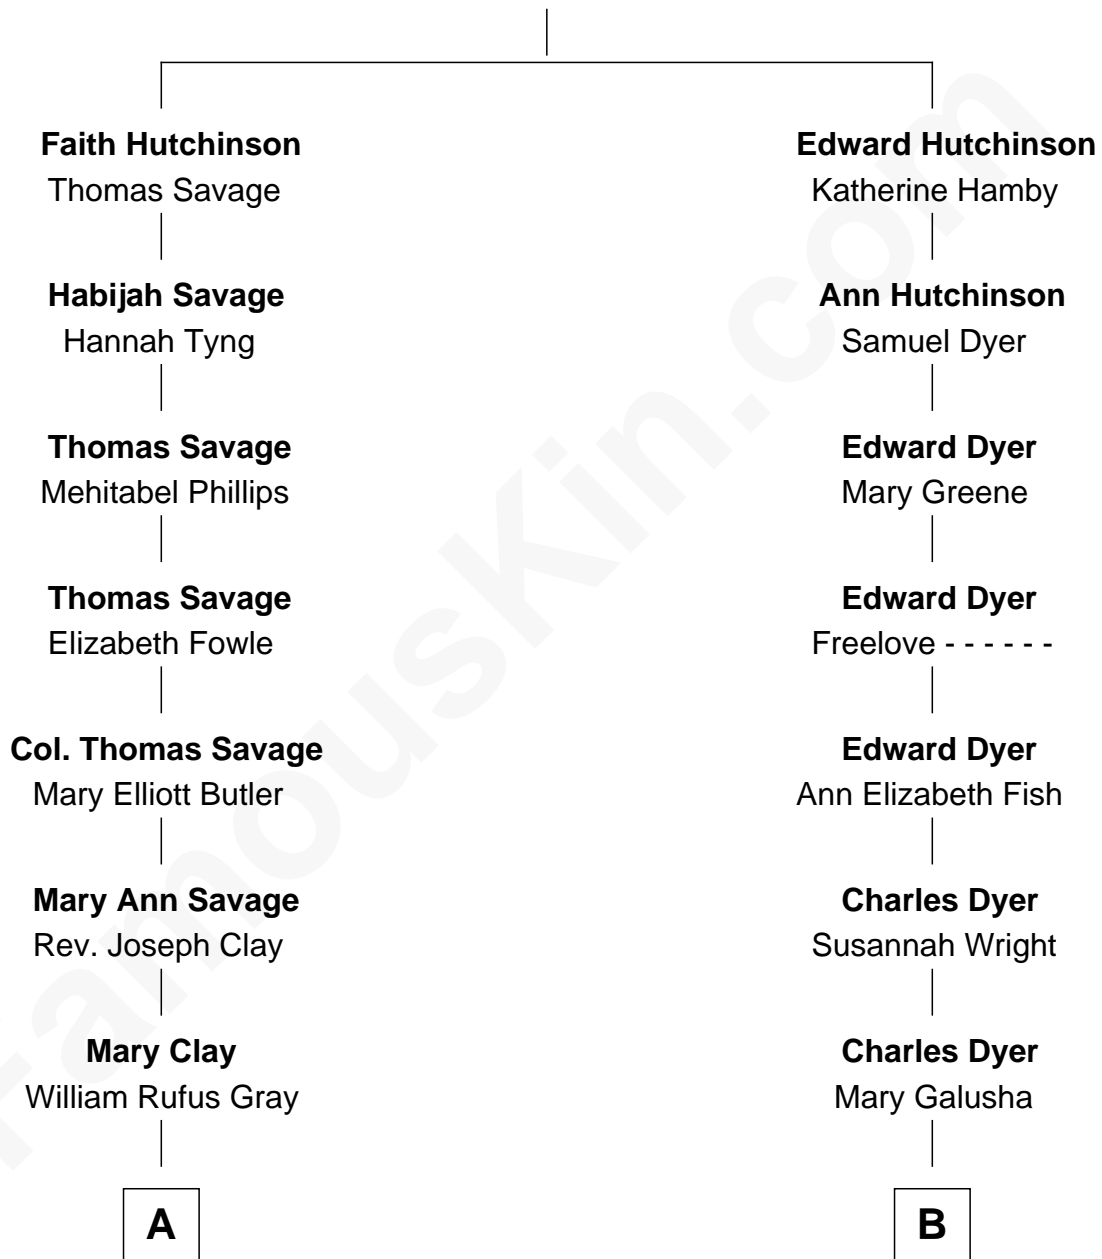 Faith Hutchinson
Thomas Savage
Edward Hutchinson
Katherine Hamby
Habijah Savage
Hannah Tyng
Ann Hutchinson
Samuel Dyer
Thomas Savage
Mehitabel Phillips
Edward Dyer
Mary Greene
Thomas Savage
Elizabeth Fowle
Edward Dyer
Freelove - - - - - -
Col. Thomas Savage
Mary Elliott Butler
Edward Dyer
Ann Elizabeth Fish
Mary Ann Savage
Rev. Joseph Clay
Charles Dyer
Susannah Wright
Mary Clay
William Rufus Gray
Charles Dyer
Mary Galusha
A
B
FamousKin.com